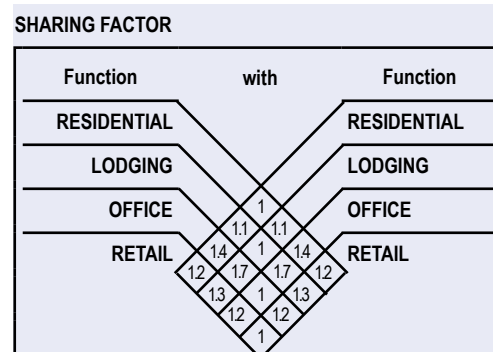 SHARING FACTOR
Function with Function
RESIDENTIAL RESIDENTIAL
LODGING LODGING
OFFICE OFFICE
RETAIL RETAIL
1
1.1 1.1
1.4 1 1.4
1.2 1.7 1.7 1.2
1.3 1 1.3
1.2 1.2
1